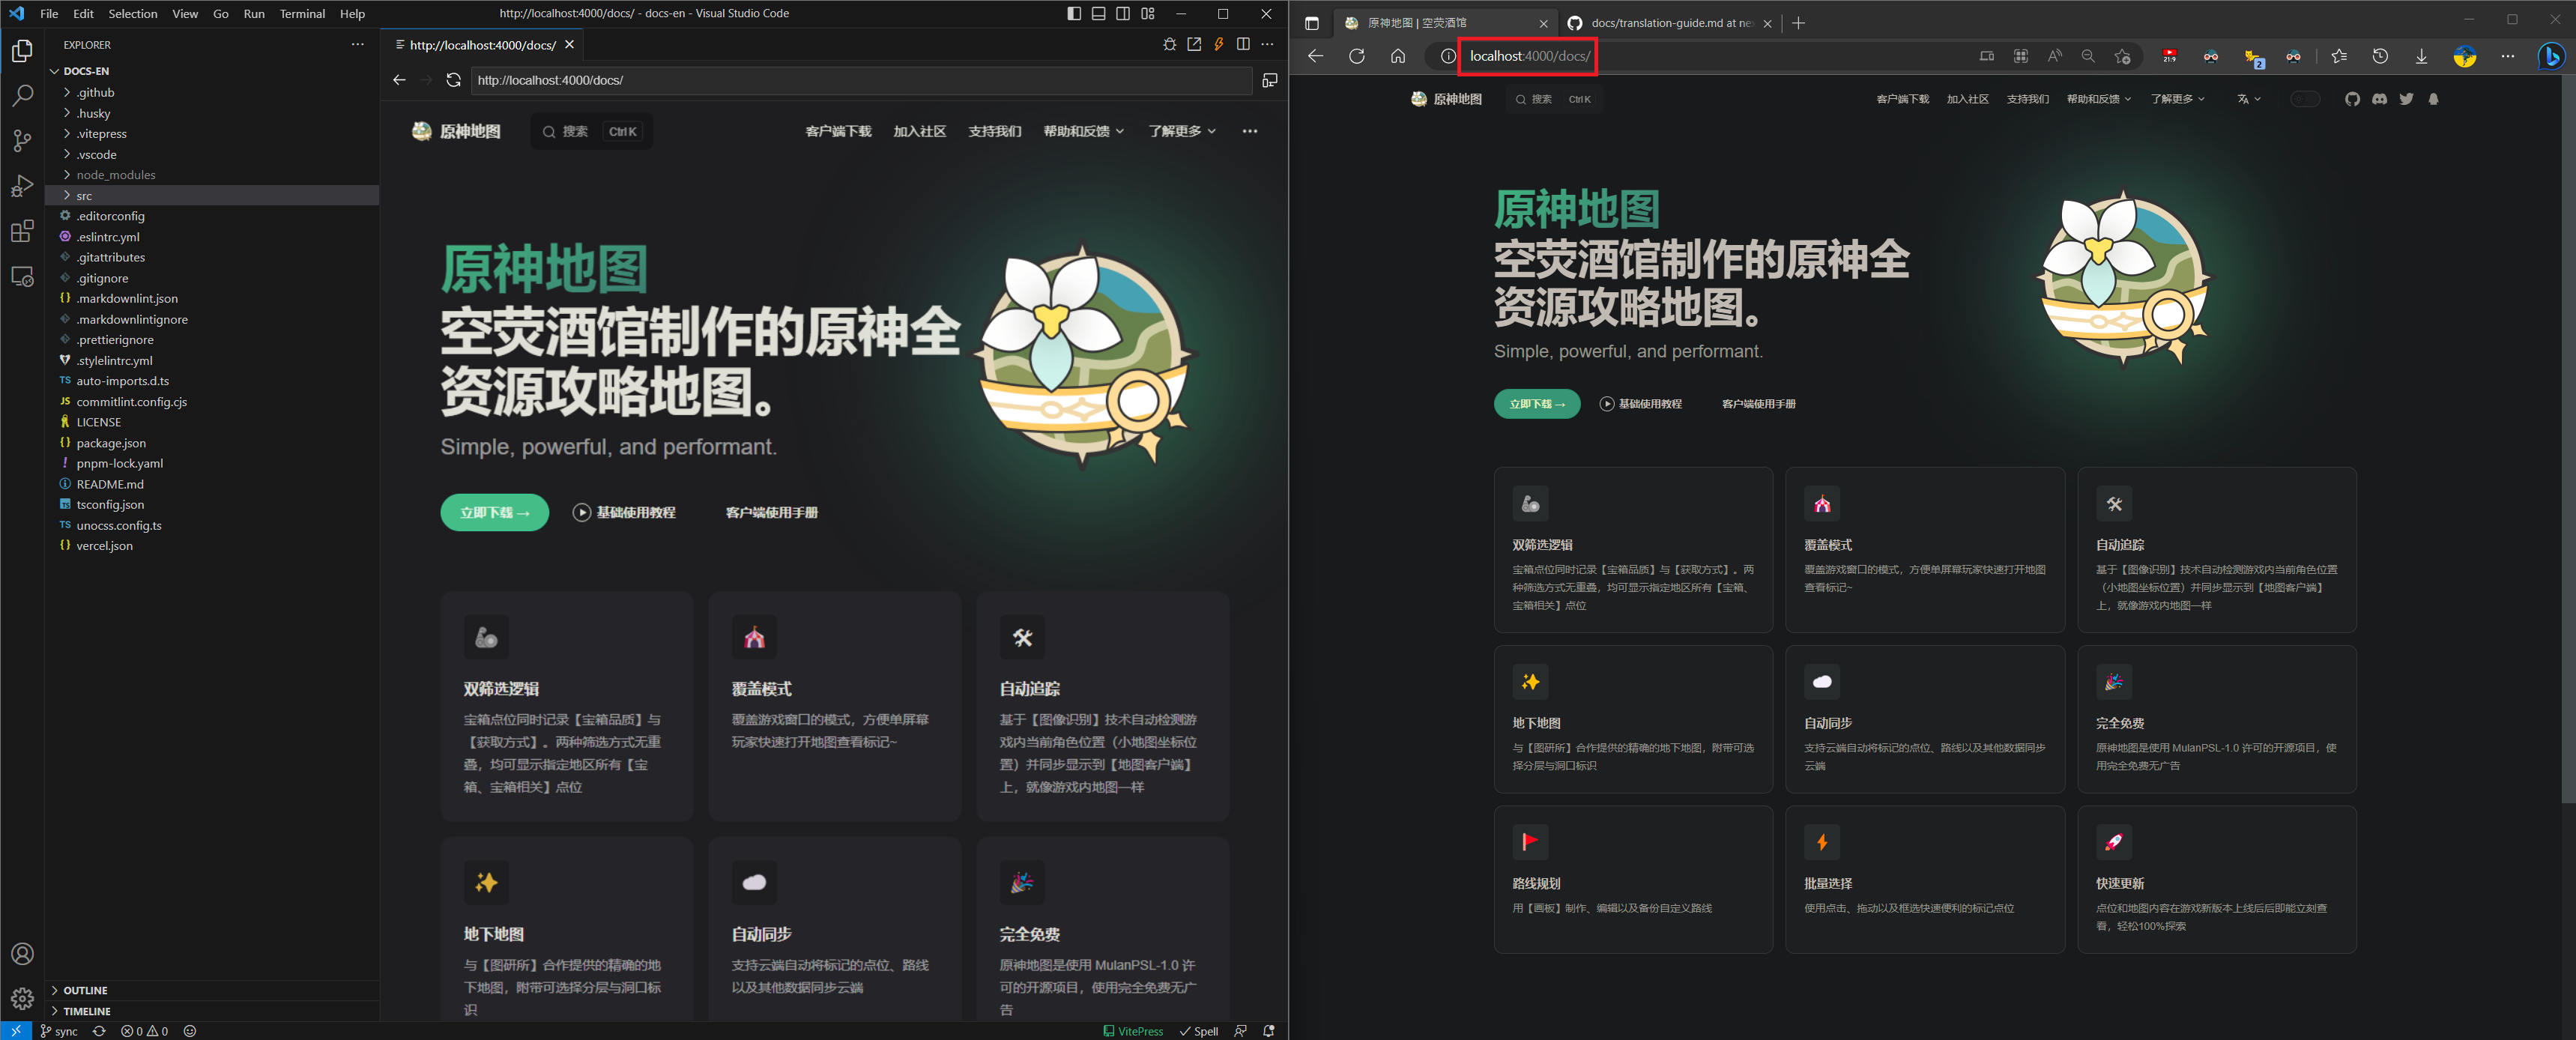 File Edit Selection View Go Run Terminal Help
http://localhost:4000/docs/ - docs-en - Visual Studio Code
EXPLORER
DOCS-EN
.github
.husky
.vitepress
.vscode
node_modules
src
.editorconfig
.eslintrc.yml
.gitattributes
.gitignore
.markdownlint.json
.markdownlintignore
.prettierignore
.stylelintrc.yml
TS auto-imports.d.ts
JS commitlint.config.cjs
LICENSE
package.json
pnpm-lock.yaml
README.md
tsconfig.json
TS unocss.config.ts
vercel.json
OUTLINE
TIMELINE
sync
0 0
VitePress
Spell
http://localhost:4000/docs/
http://localhost:4000/docs/
原神地图
搜索 Ctrl K
客户端下载 加入社区 支持我们 帮助和反馈 了解更多
原神地图
空荧酒馆制作的原神全
资源攻略地图。
Simple, powerful, and performant.
立即下载 →
基础使用教程
客户端使用手册
双筛选逻辑
宝箱点位同时记录【宝箱品质】与
【获取方式】。两种筛选方式无重
叠，均可显示指定地区所有【宝
箱、宝箱相关】点位
覆盖模式
覆盖游戏窗口的模式，方便单屏幕
玩家快速打开地图查看标记~
自动追踪
基于【图像识别】技术自动检测游
戏内当前角色位置（小地图坐标位
置）并同步显示到【地图客户端】
上，就像游戏内地图一样
地下地图
与【图研所】合作提供的精确的地
下地图，附带可选择分层与洞口标
识
自动同步
支持云端自动将标记的点位、路线
以及其他数据同步云端
完全免费
原神地图是使用 MulanPSL-1.0 许
可的开源项目，使用完全免费无广
告
原神地图 | 空荧酒馆
docs/translation-guide.md at ne
localhost:4000/docs/
21:9
2
原神地图
搜索 Ctrl K
客户端下载 加入社区 支持我们 帮助和反馈 了解更多
原神地图
空荧酒馆制作的原神全
资源攻略地图。
Simple, powerful, and performant.
立即下载 →
基础使用教程
客户端使用手册
双筛选逻辑
宝箱点位同时记录【宝箱品质】与【获取方式】。两
种筛选方式无重叠，均可显示指定地区所有【宝箱、
宝箱相关】点位
覆盖模式
覆盖游戏窗口的模式，方便单屏幕玩家快速打开地图
查看标记~
自动追踪
基于【图像识别】技术自动检测游戏内当前角色位置
（小地图坐标位置）并同步显示到【地图客户端】
上，就像游戏内地图一样
地下地图
与【图研所】合作提供的精确的地下地图，附带可选
择分层与洞口标识
自动同步
支持云端自动将标记的点位、路线以及其他数据同步
云端
完全免费
原神地图是使用 MulanPSL-1.0 许可的开源项目，使
用完全免费无广告
路线规划
用【画板】制作、编辑以及备份自定义路线
批量选择
使用点击、拖动以及框选快速便利的标记点位
快速更新
点位和地图内容在游戏新版本上线后后即能立刻查
看，轻松100%探索